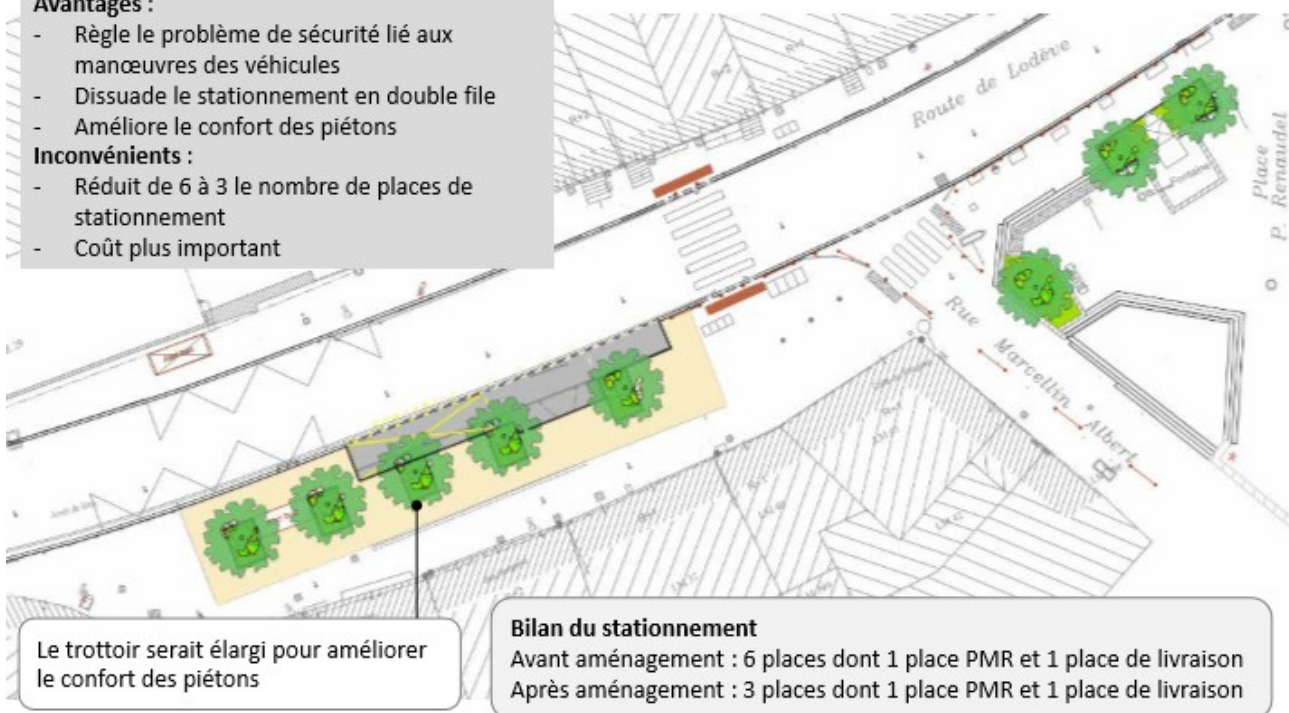 Avantages :
- Règle le problème de sécurité lié aux
manœuvres des véhicules
- Dissuade le stationnement en double file
- Améliore le confort des piétons
Inconvénients :
- Réduit de 6 à 3 le nombre de places de
stationnement
- Coût plus important
Route de Lodève
Place
P. Renaudel
Fontaine
R+2
Rue
Marcellin
Albert
Le trottoir serait élargi pour améliorer
le confort des piétons
Bilan du stationnement
Avant aménagement : 6 places dont 1 place PMR et 1 place de livraison
Après aménagement : 3 places dont 1 place PMR et 1 place de livraison